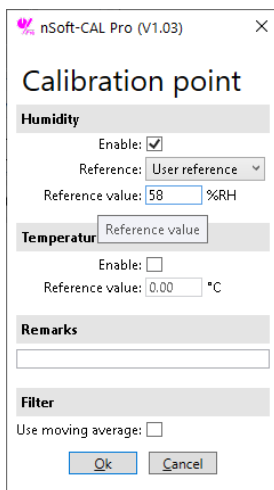 nSoft-CAL Pro (V1.03)
Calibration point
Humidity
Enable:
Reference: User reference
Reference value: 58 %RH
Reference value
Temperatur
Enable:
Reference value: 0.00 °C
Remarks
Filter
Use moving average:
Ok Cancel